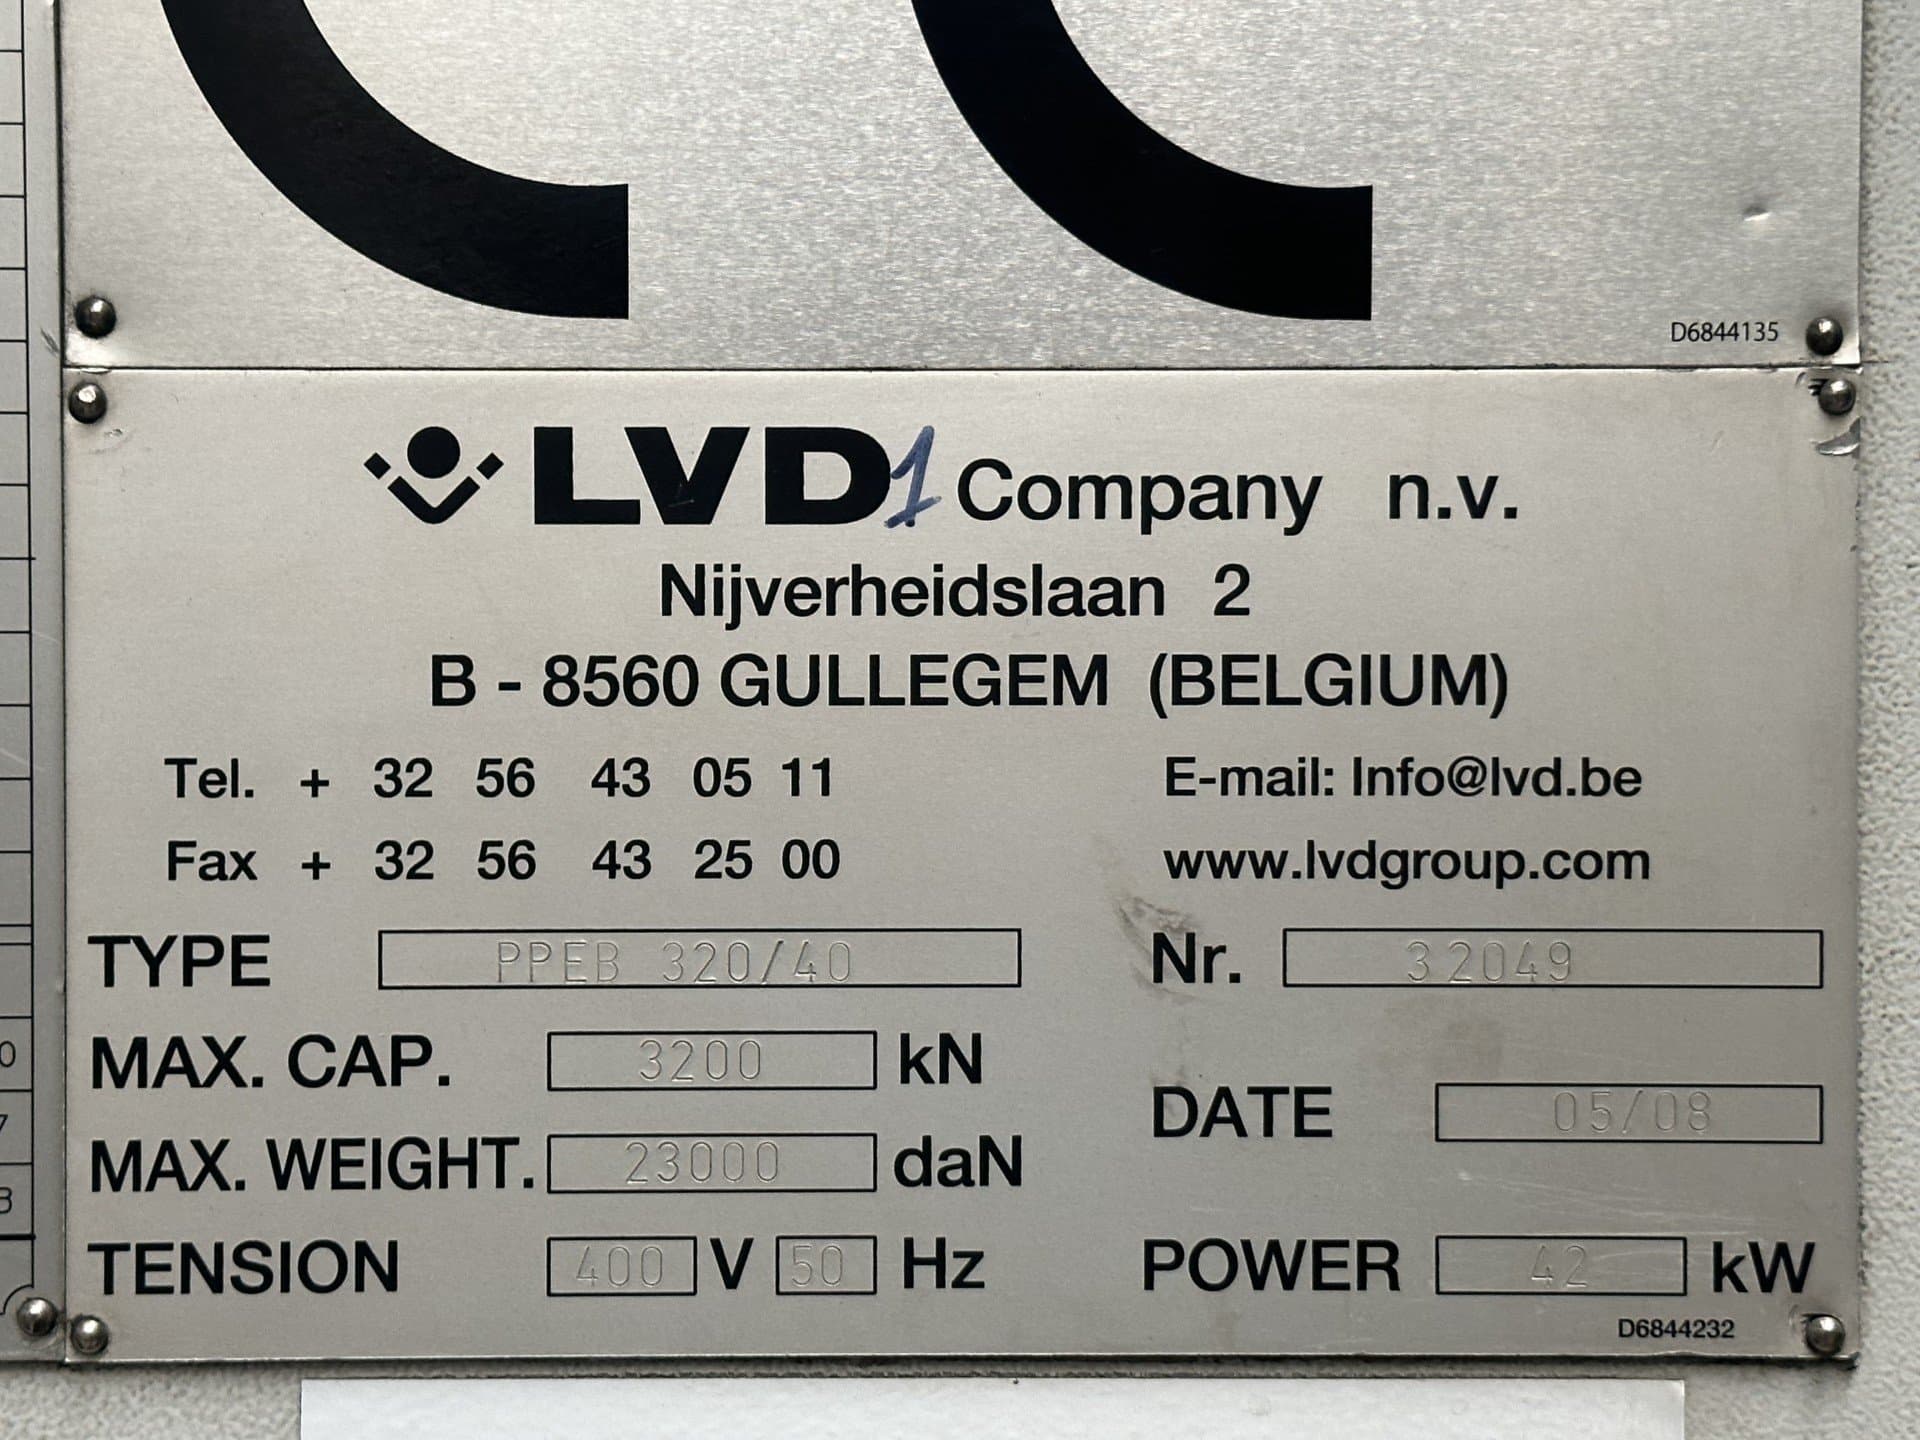 D6844135
LVD1 Company n.v.
Nijverheidslaan 2
B - 8560 GULLEGEM (BELGIUM)
Tel. + 32 56 43 05 11 E-mail: Info@lvd.be
Fax + 32 56 43 25 00 www.lvdgroup.com
TYPE PPEB 320/40 Nr. 32049
MAX. CAP. 3200 kN
DATE 05/08
MAX. WEIGHT. 23000 daN
TENSION 400 V 50 Hz POWER 42 kW
D6844232